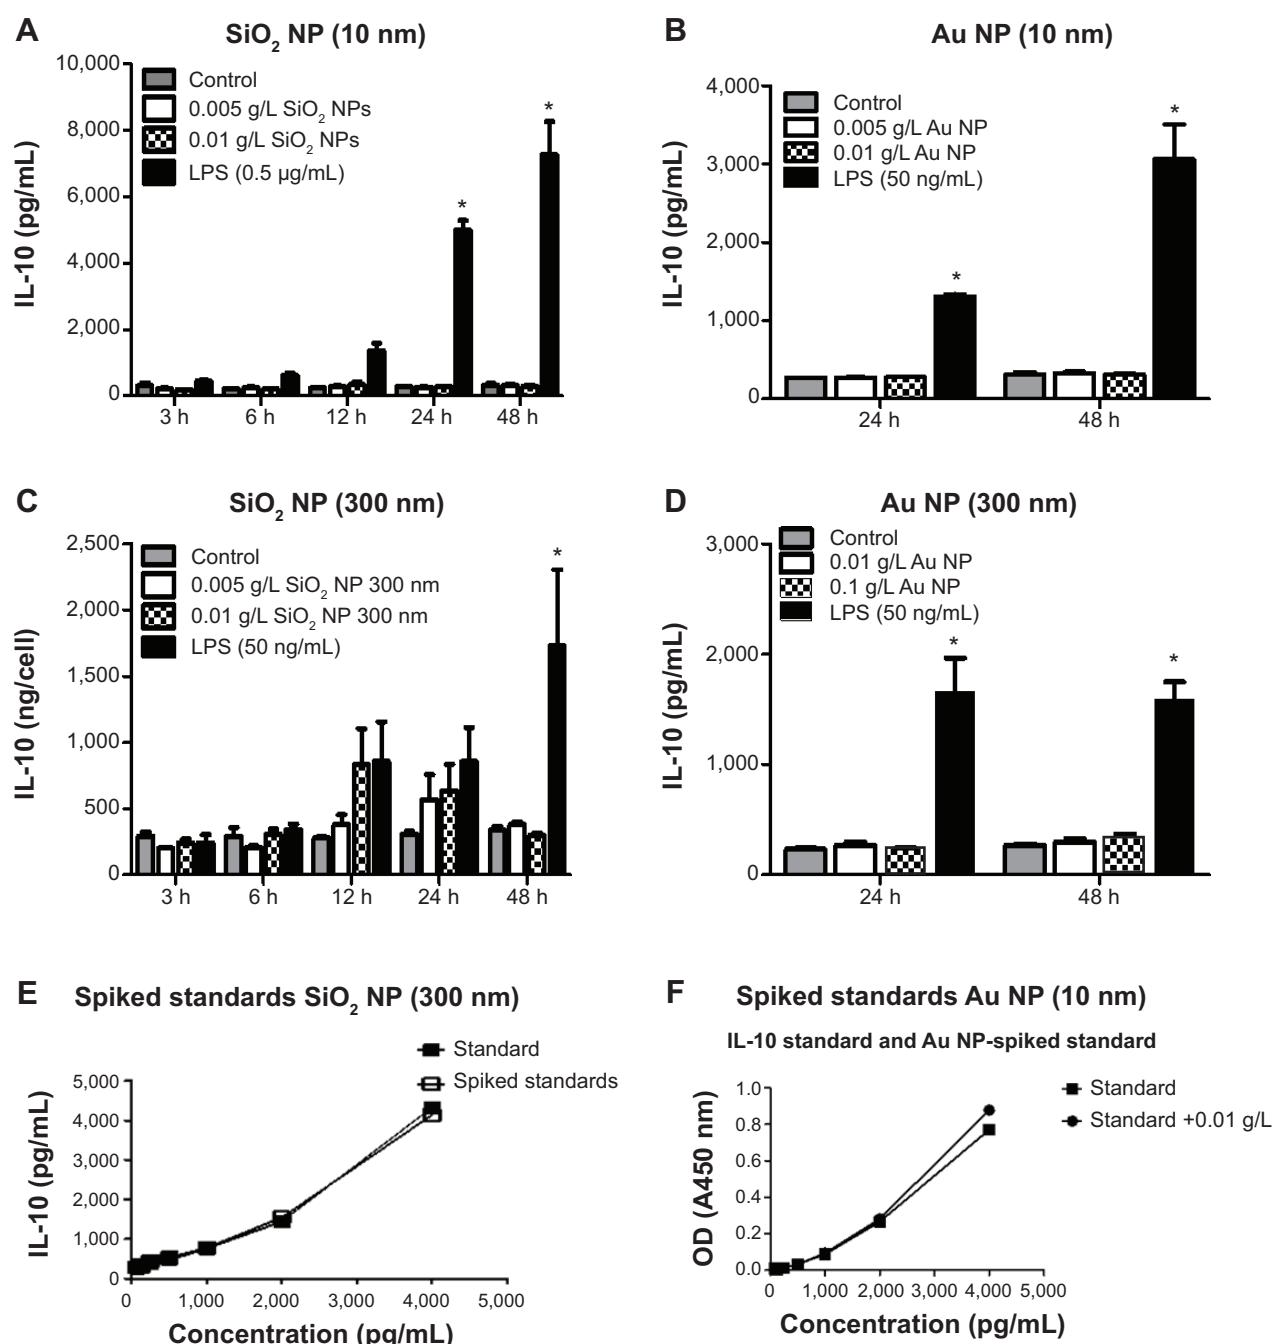 A
SiO2 NP (10 nm)
10,000
8,000
6,000
4,000
2,000
0
IL-10 (pg/mL)
Control
0.005 g/L SiO2 NPs
0.01 g/L SiO2 NPs
LPS (0.5 µg/mL)
*
*
3 h 6 h 12 h 24 h 48 h
B
Au NP (10 nm)
4,000
3,000
2,000
1,000
0
IL-10 (pg/mL)
Control
0.005 g/L Au NP
0.01 g/L Au NP
LPS (50 ng/mL)
*
*
24 h 48 h
C
SiO2 NP (300 nm)
2,500
2,000
1,500
1,000
500
0
IL-10 (ng/cell)
Control
0.005 g/L SiO2 NP 300 nm
0.01 g/L SiO2 NP 300 nm
LPS (50 ng/mL)
*
3 h 6 h 12 h 24 h 48 h
D
Au NP (300 nm)
3,000
2,000
1,000
0
IL-10 (pg/mL)
Control
0.01 g/L Au NP
0.1 g/L Au NP
LPS (50 ng/mL)
*
*
24 h 48 h
E
Spiked standards SiO2 NP (300 nm)
Standard
Spiked standards
5,000
4,000
3,000
2,000
1,000
0
IL-10 (pg/mL)
0 1,000 2,000 3,000 4,000 5,000
Concentration (pg/mL)
F
Spiked standards Au NP (10 nm)
IL-10 standard and Au NP-spiked standard
Standard
Standard +0.01 g/L
1.0
0.8
0.6
0.4
0.2
0.0
OD (A450 nm)
0 1,000 2,000 3,000 4,000 5,000
Concentration (pg/mL)